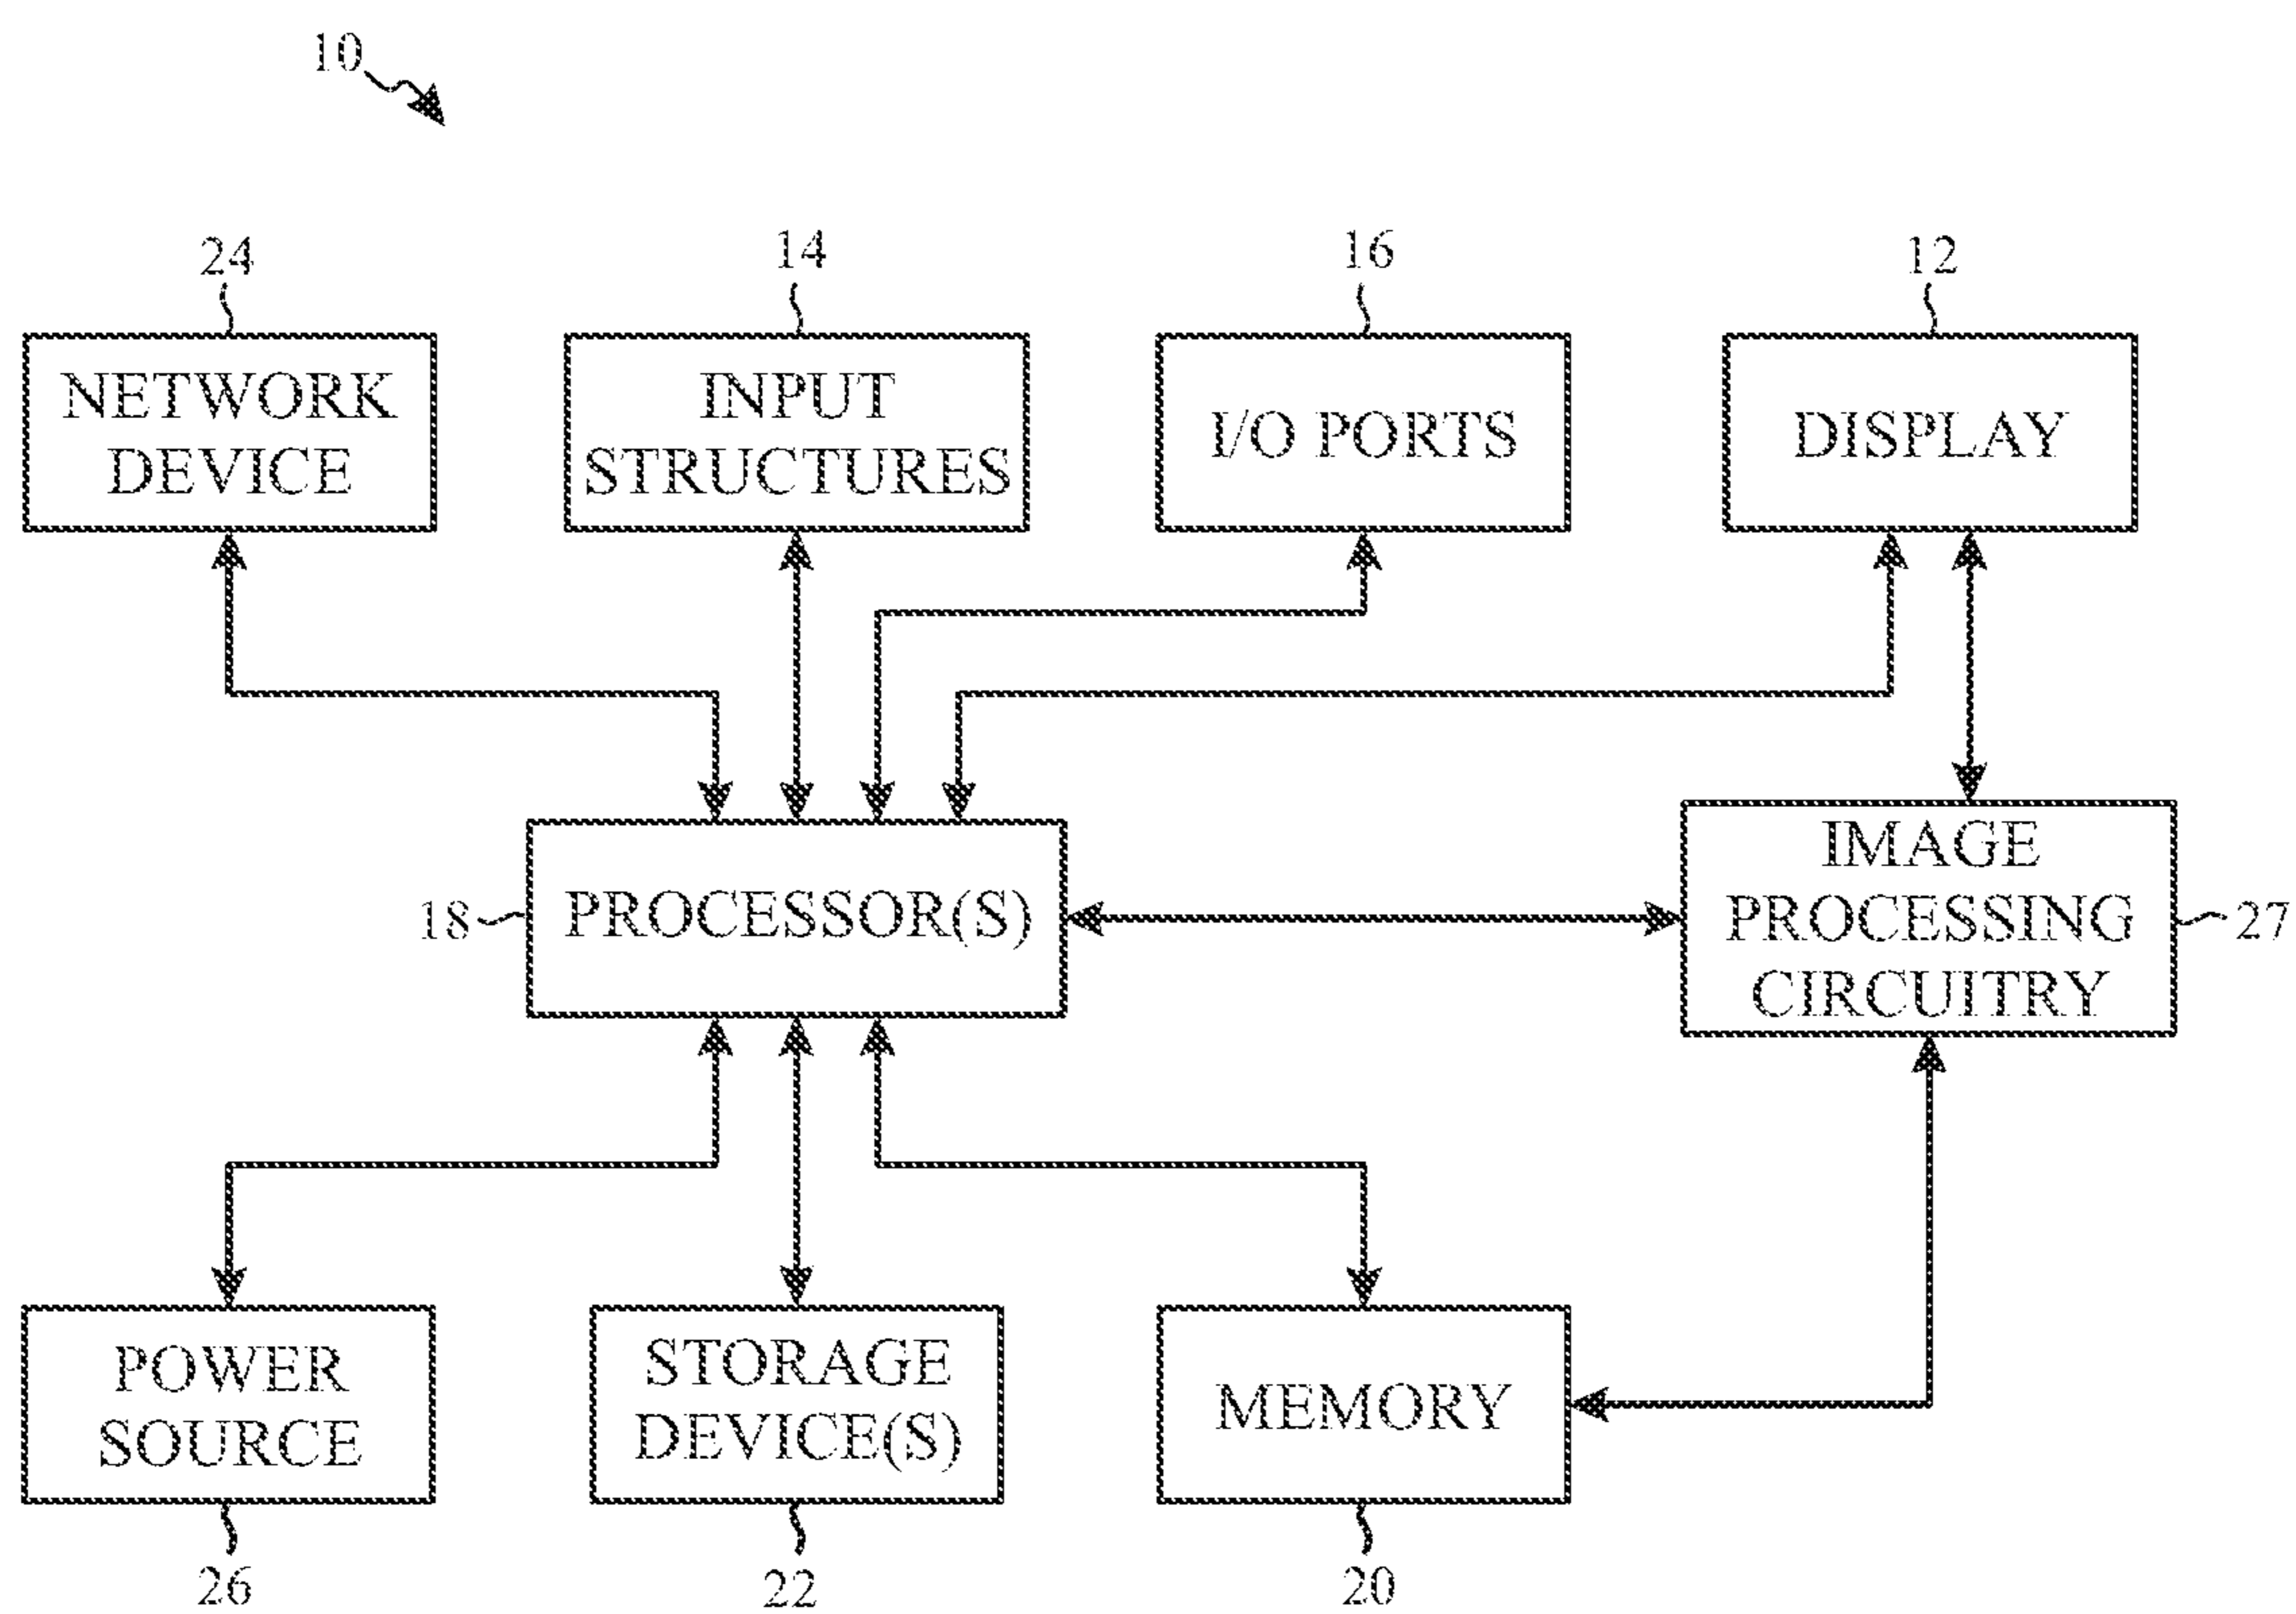 10
24
14
16
12
NETWORK
DEVICE
INPUT
STRUCTURES
I/O PORTS
DISPLAY
18
PROCESSOR(S)
IMAGE
PROCESSING
CIRCUITRY
27
POWER
SOURCE
STORAGE
DEVICE(S)
MEMORY
26
22
20